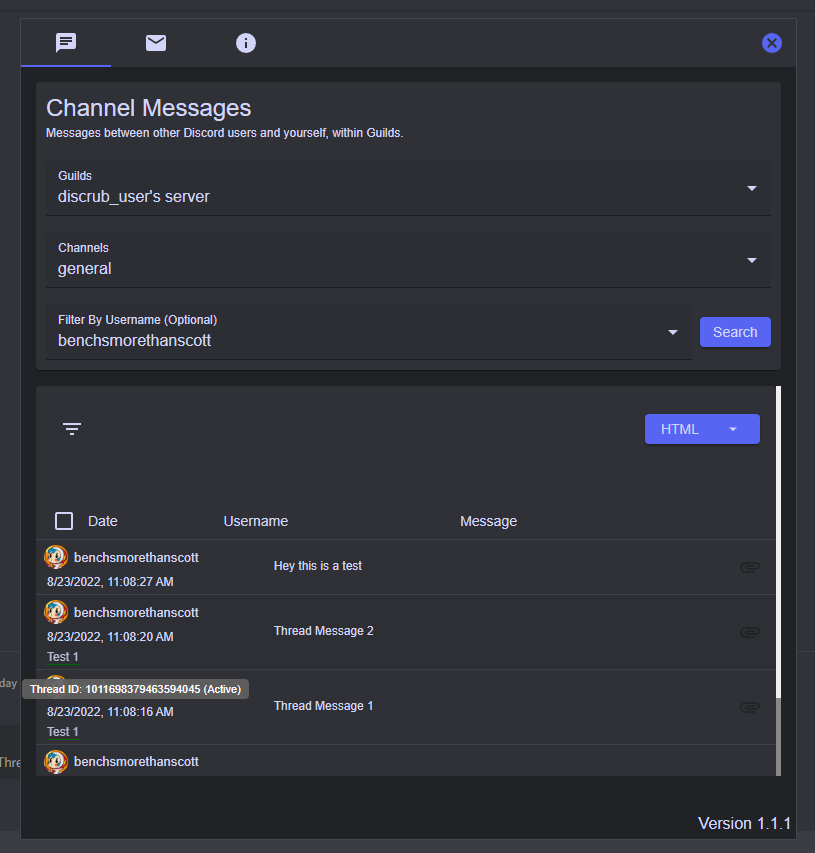 Channel Messages
Messages between other Discord users and yourself, within Guilds.
Guilds
discrub_user's server
Channels
general
Filter By Username (Optional)
benchsmorethanscott
Search
HTML
Date Username Message
benchsmorethanscott
Hey this is a test
8/23/2022, 11:08:27 AM
benchsmorethanscott
Thread Message 2
8/23/2022, 11:08:20 AM
Test 1
day
Thread ID: 1011698379463594045 (Active)
Thread Message 1
8/23/2022, 11:08:16 AM
Test 1
Thre
benchsmorethanscott
Version 1.1.1